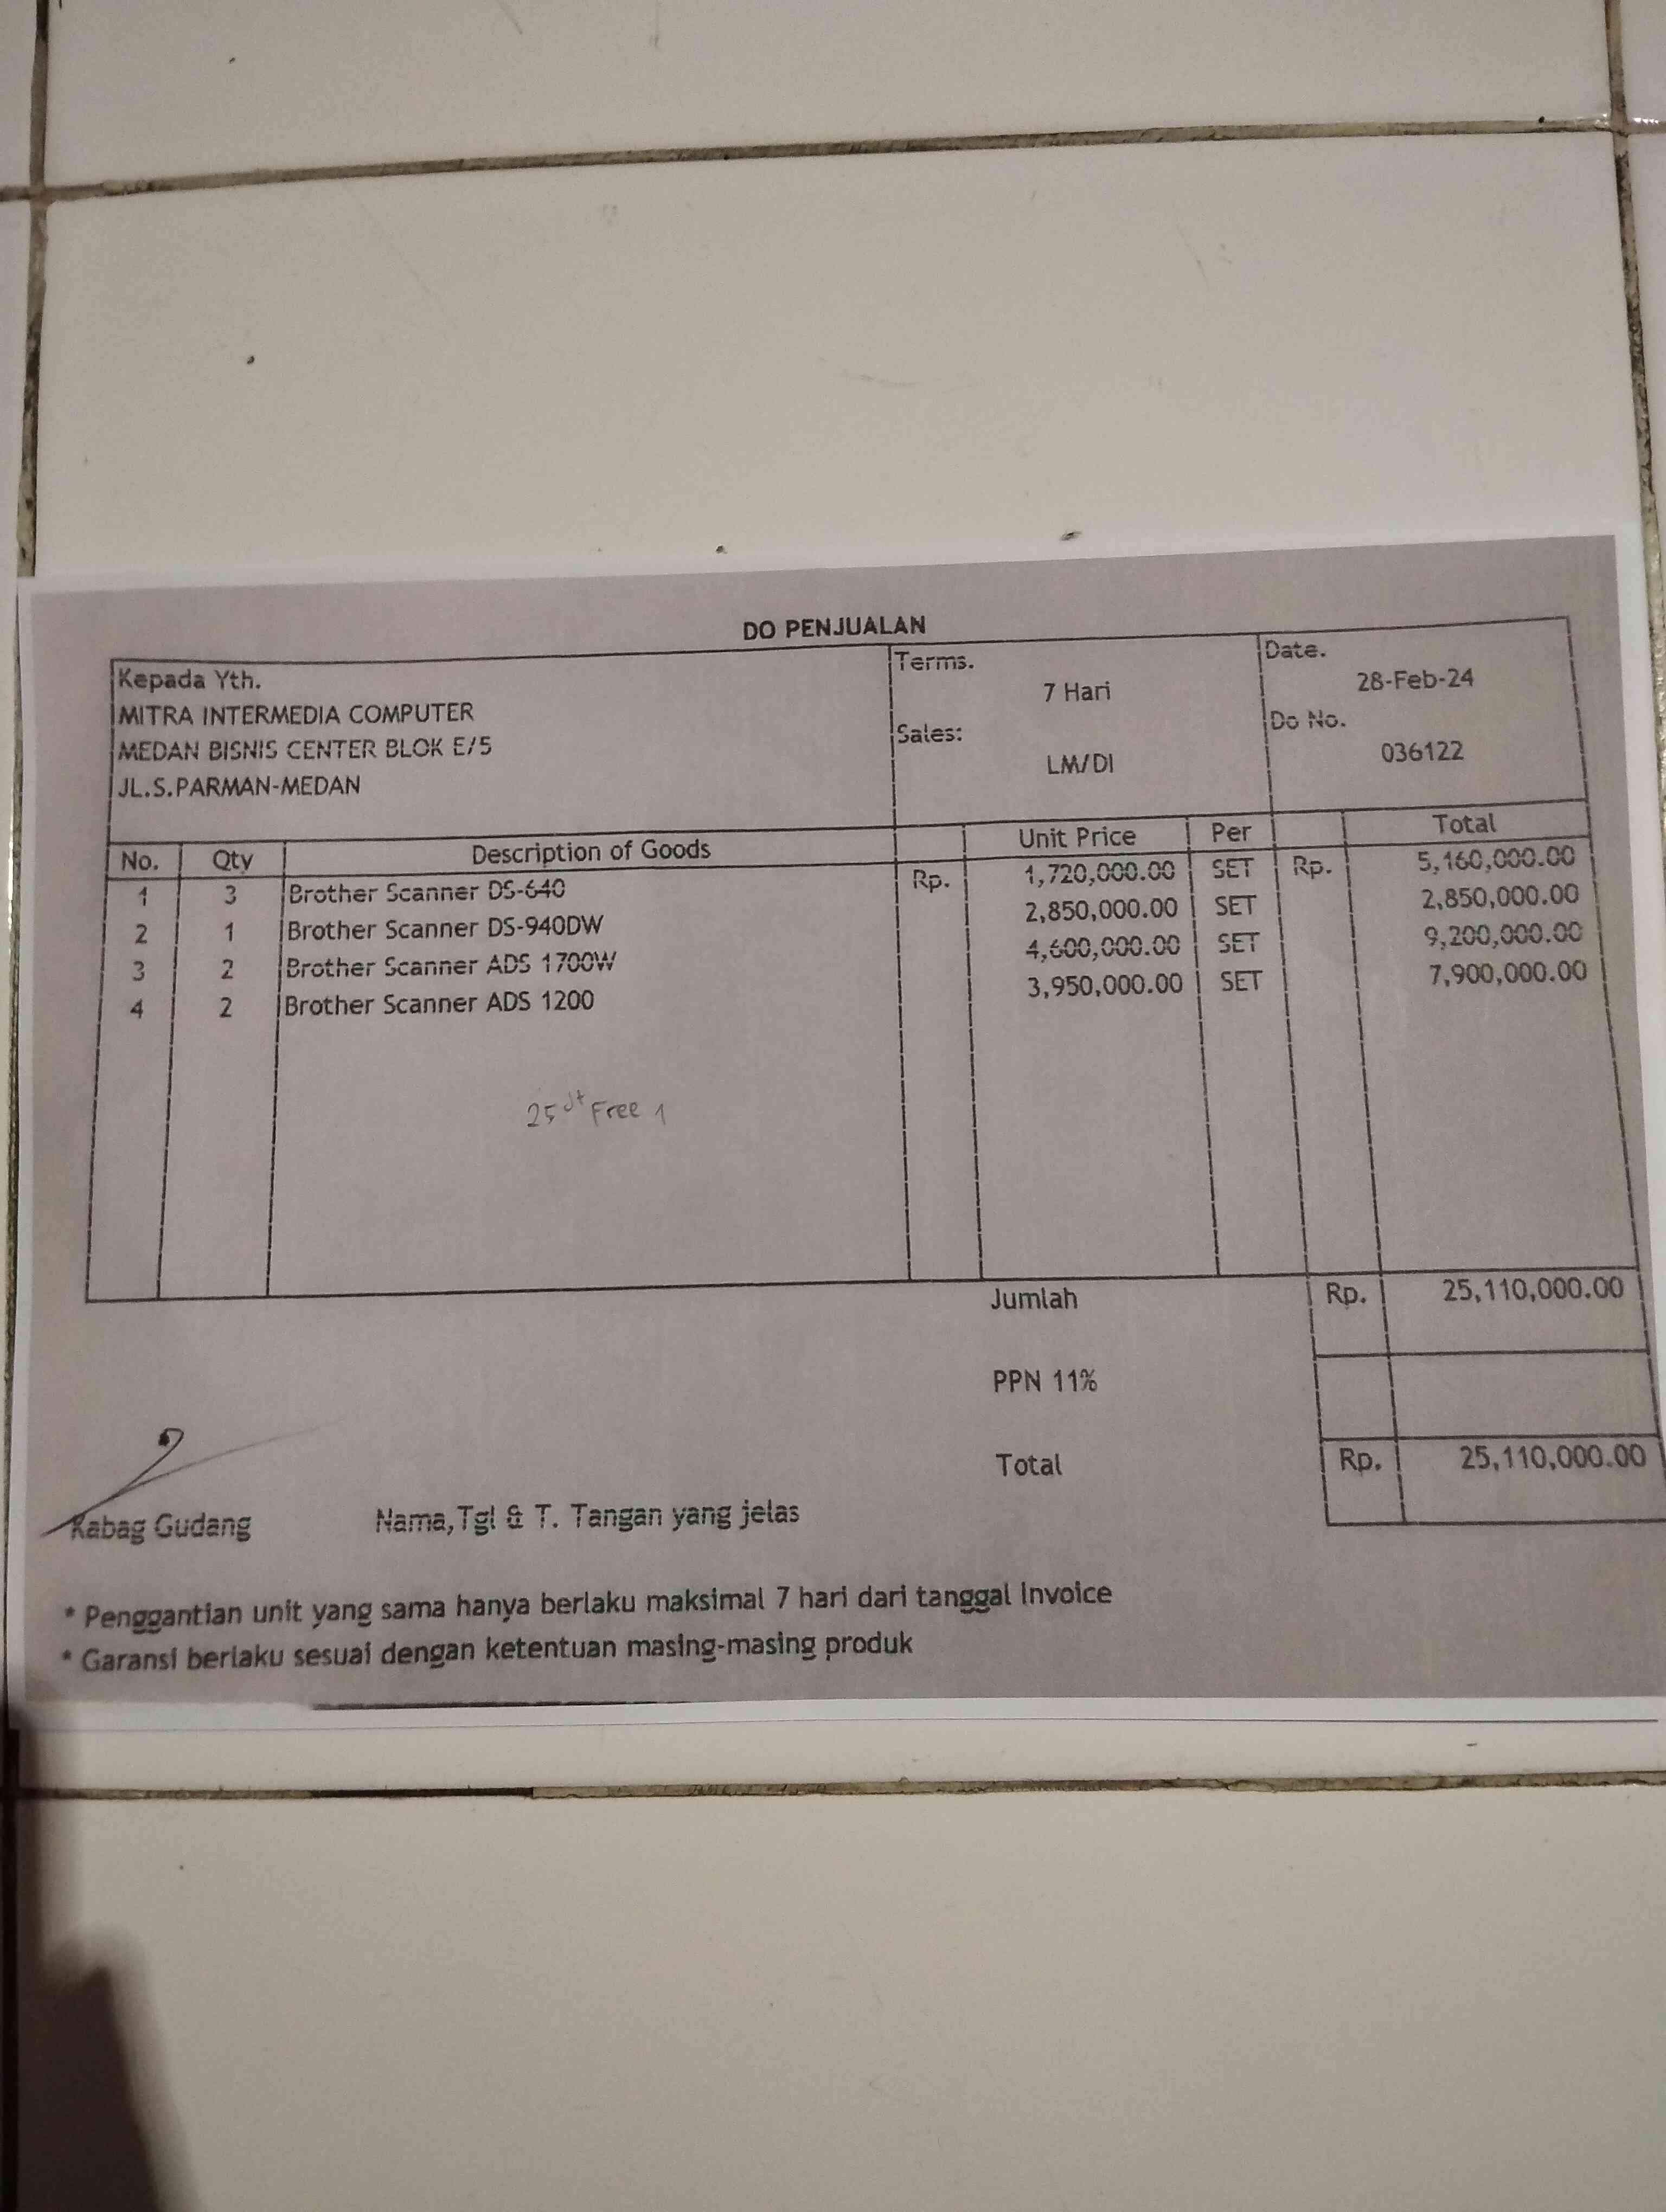 DO PENJUALAN
Kepada Yth.
MITRA INTERMEDIA COMPUTER
MEDAN BISNIS CENTER BLOK E/5
JL.S.PARMAN-MEDAN
Terms.
7 Hari
Sales:
LM/DI
Date.
28-Feb-24
Do No.
036122
No. Qty Description of Goods Unit Price Per Total
1 3 Brother Scanner DS-640 Rp. 1,720,000.00 SET Rp. 5,160,000.00
2 1 Brother Scanner DS-940DW 2,850,000.00 SET 2,850,000.00
3 2 Brother Scanner ADS 1700W 4,600,000.00 SET 9,200,000.00
4 2 Brother Scanner ADS 1200 3,950,000.00 SET 7,900,000.00
25 Jt Free 1
Jumlah Rp. 25,110,000.00
PPN 11%
Total Rp. 25,110,000.00
Kabag Gudang Nama,Tgl & T. Tangan yang jelas
* Penggantian unit yang sama hanya berlaku maksimal 7 hari dari tanggal Invoice
* Garansi berlaku sesuai dengan ketentuan masing-masing produk